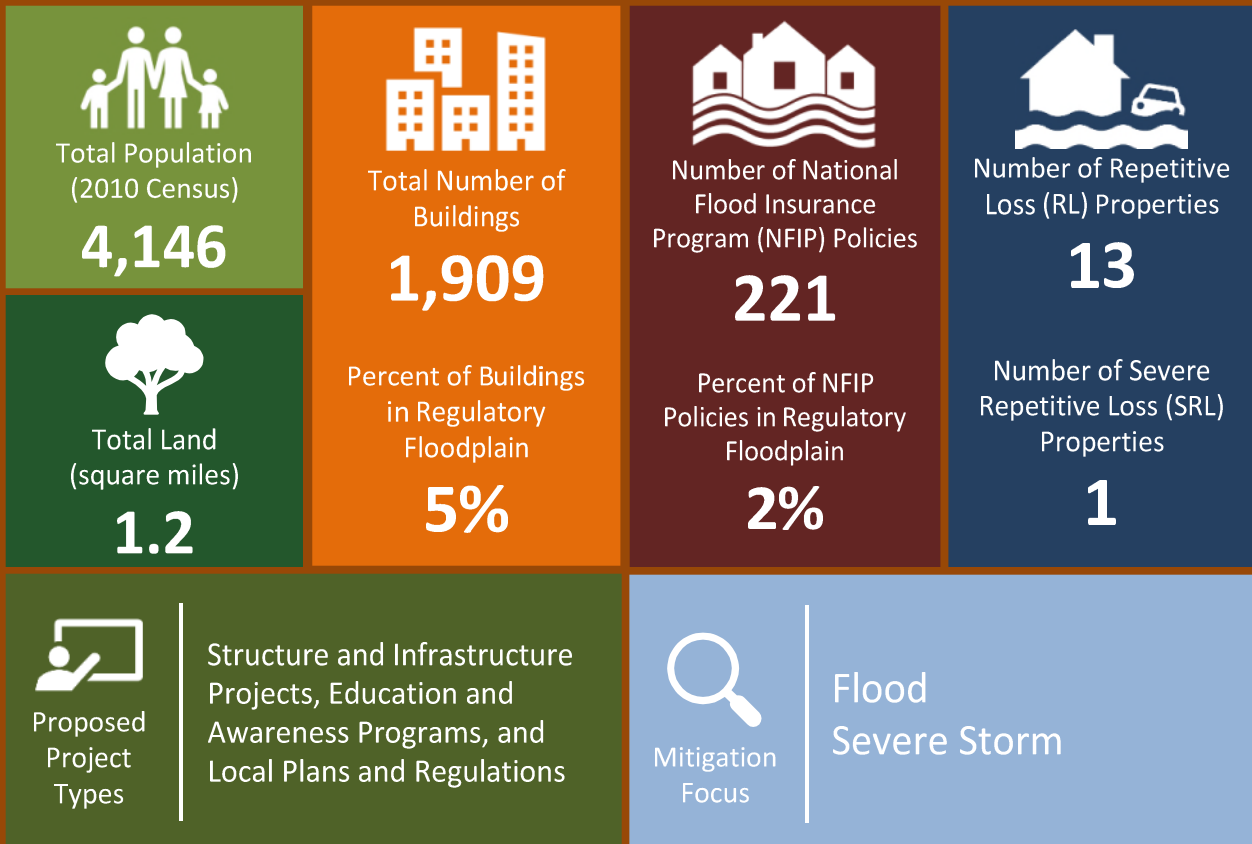 Total Population
(2010 Census)
4,146
Total Land
(square miles)
1.2
Total Number of
Buildings
1,909
Percent of Buildings
in Regulatory
Floodplain
5%
Number of National
Flood Insurance
Program (NFIP) Policies
221
Percent of NFIP
Policies in Regulatory
Floodplain
2%
Number of Repetitive
Loss (RL) Properties
13
Number of Severe
Repetitive Loss (SRL)
Properties
1
Proposed
Project
Types
Structure and Infrastructure
Projects, Education and
Awareness Programs, and
Local Plans and Regulations
Mitigation
Focus
Flood
Severe Storm